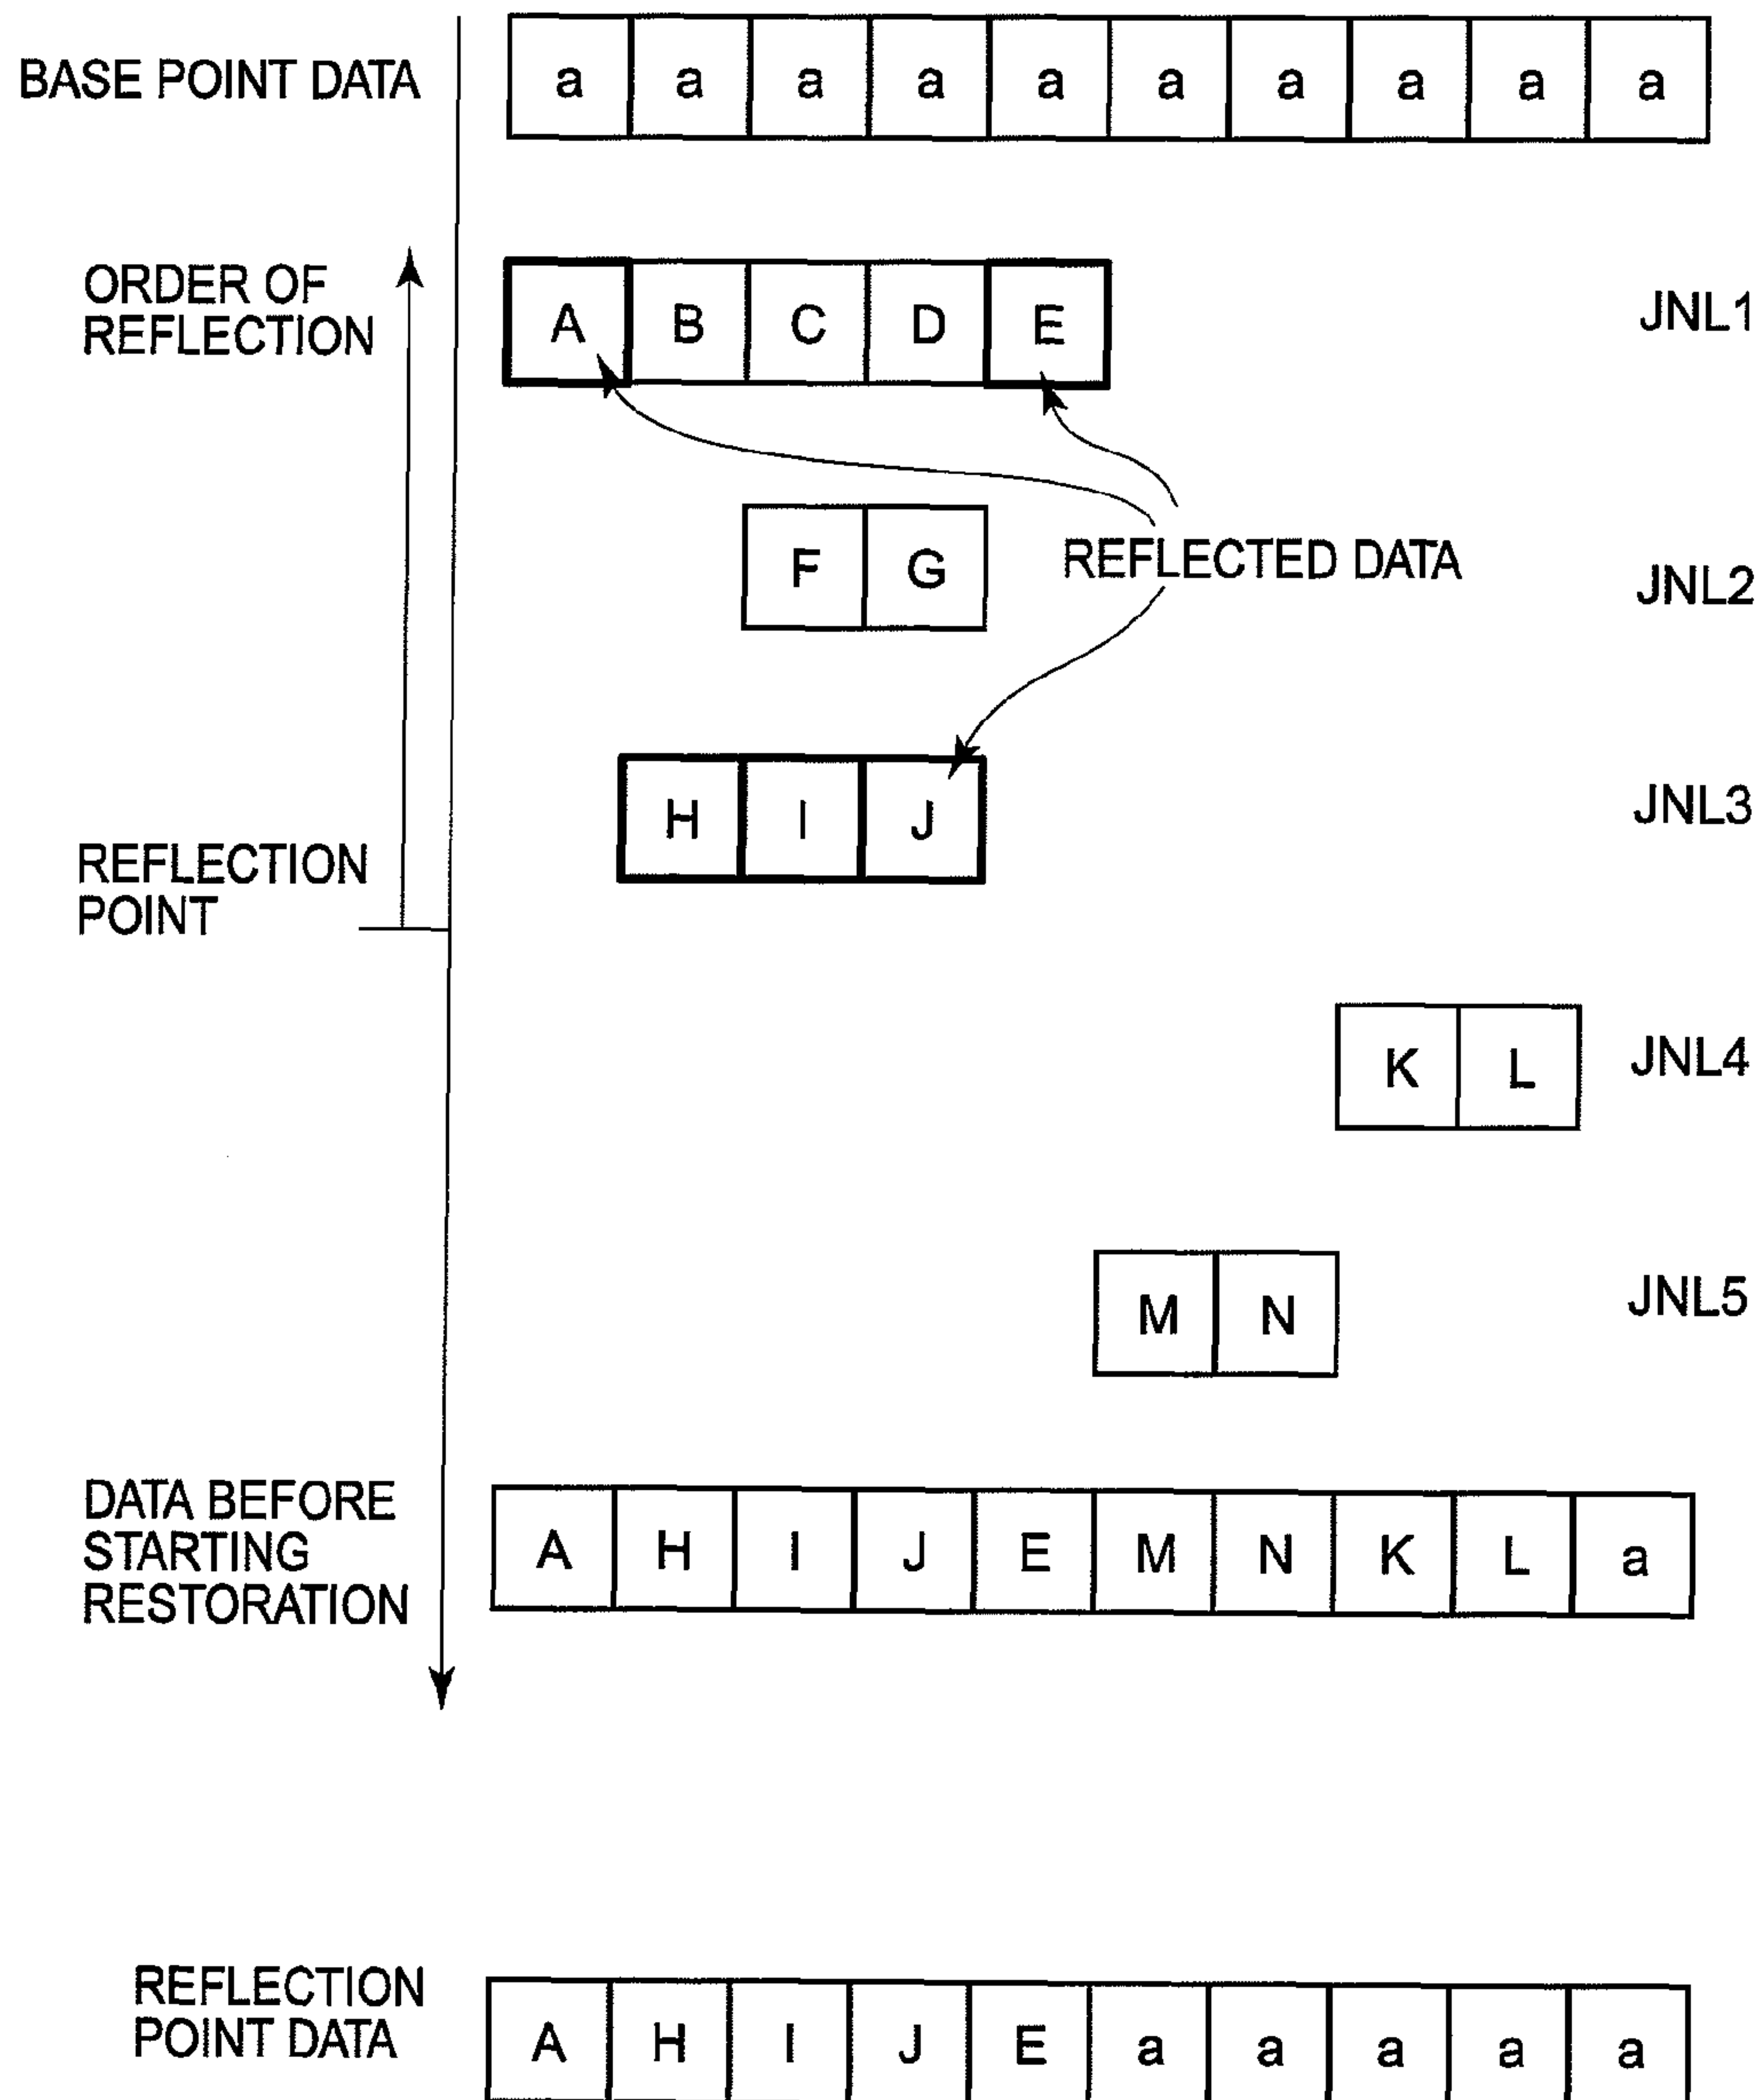 BASE POINT DATA a a a a a a a a a a
ORDER OF
REFLECTION
A B C D E JNL1
F G REFLECTED DATA JNL2
H I J JNL3
REFLECTION
POINT
K L JNL4
M N JNL5
DATA BEFORE
STARTING
RESTORATION
A H I J E M N K L a
REFLECTION
POINT DATA
A H I J E a a a a a